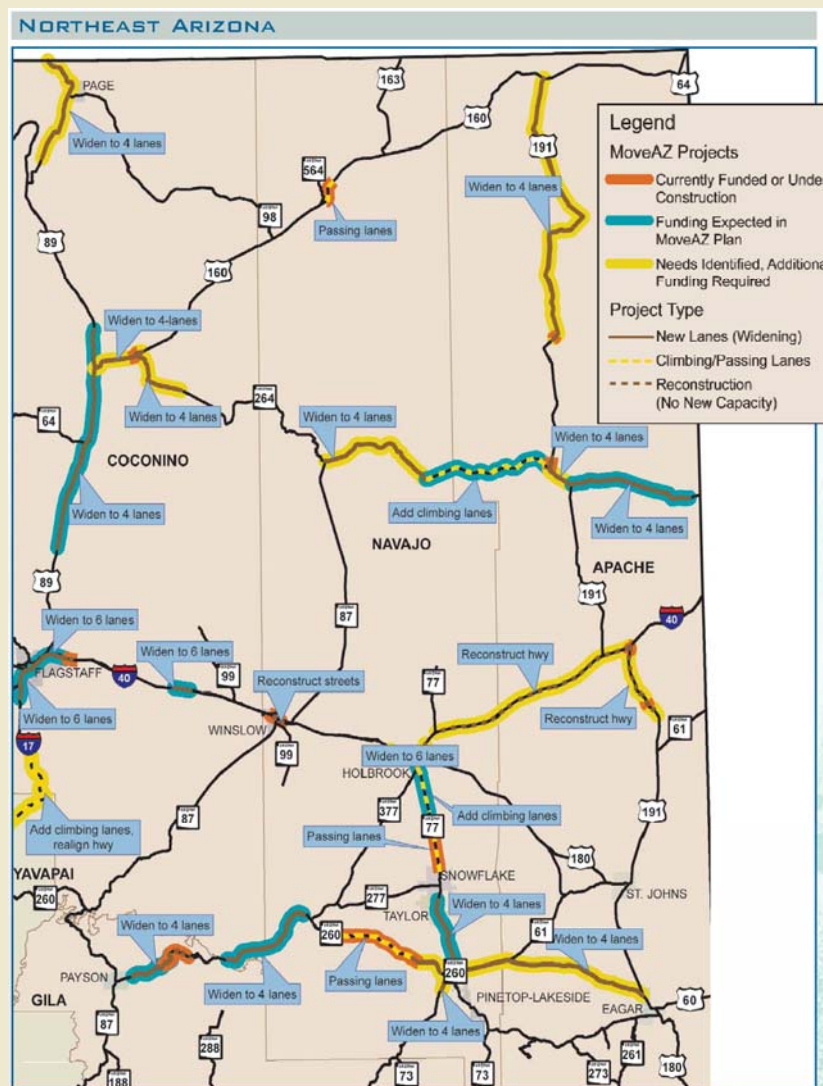 NORTHEAST ARIZONA
PAGE
163
64
160
191
Widen to 4 lanes
564
Widen to 4 lanes
98
Passing lanes
89
160
Legend
MoveAZ Projects
Currently Funded or Unde
Construction
Funding Expected in
MoveAZ Plan
Needs Identified, Additiona
Funding Required
Project Type
New Lanes (Widening)
Climbing/Passing Lanes
Reconstruction
(No New Capacity)
Widen to 4-lanes
Widen to 4 lanes
264
64
Widen to 4 lanes
Widen to 4 lanes
COCONINO
Widen to 4 lanes
Add climbing lanes
Widen to 4 lanes
NAVAJO
APACHE
89
191
87
40
Widen to 6 lanes
Widen to 6 lanes
99
Reconstruct streets
77
Reconstruct hwy
FLAGSTAFF
40
Widen to 6 lanes
WINSLOW
Reconstruct hwy
61
17
99
Widen to 6 lanes
HOLBROOK
377
Add climbing lanes
191
87
77
Add climbing lanes,
realign hwy
Passing lanes
180
YAVAPAI
260
SNOWFLAKE
ST. JOHNS
277
TAYLOR
Widen to 4 lanes
61
Widen to 4 lanes
260
Widen to 4 lanes
PAYSON
260
Widen to 4 lanes
Passing lanes
PINETOP-LAKESIDE
GILA
EAGAR
60
87
Widen to 4 lanes
288
261
180
188
73
73
273